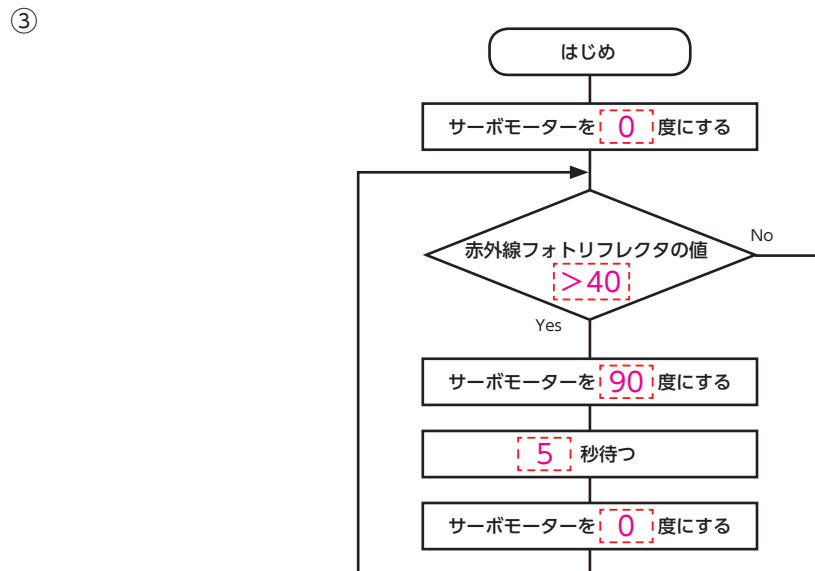 ③
はじめ
サーボモーターを 0 度にする
赤外線フォトリフレクタの値
>40
No
Yes
サーボモーターを 90 度にする
5 秒待つ
サーボモーターを 0 度にする